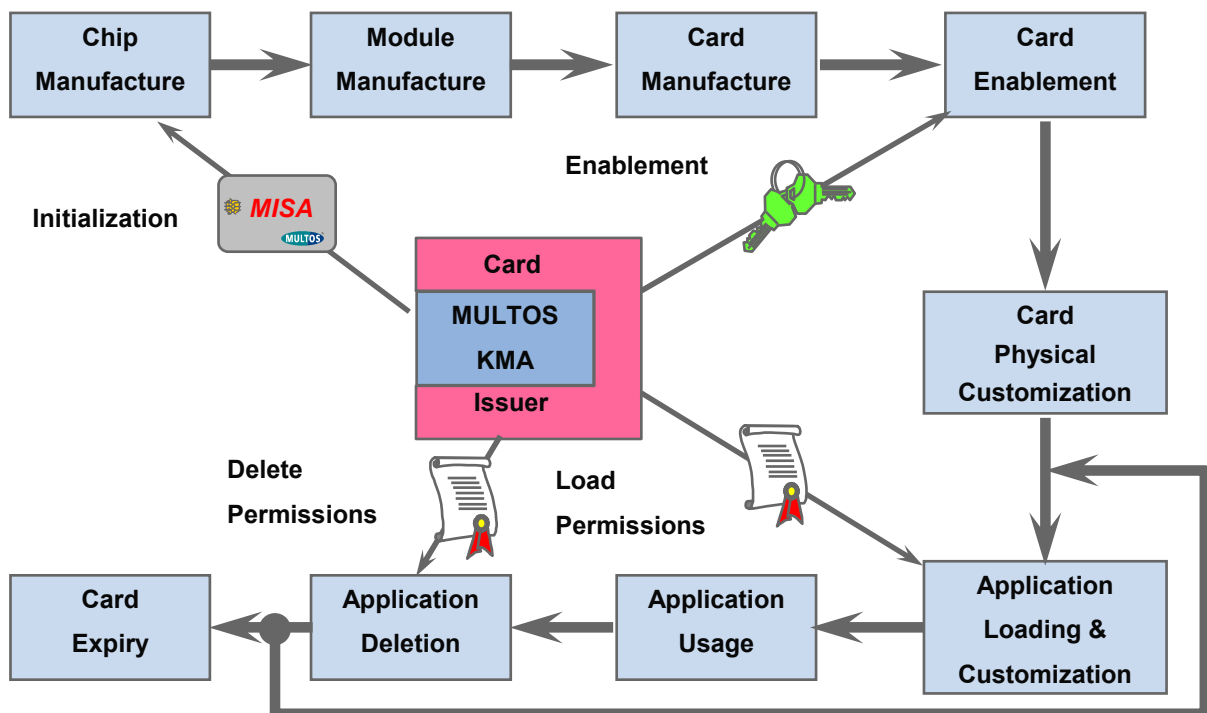 Chip
Manufacture
Module
Manufacture
Card
Manufacture
Card
Enablement
Initialization
MISA
MULTOS
Enablement
Card
MULTOS
KMA
Issuer
Card
Physical
Customization
Delete
Permissions
Load
Permissions
Card
Expiry
Application
Deletion
Application
Usage
Application
Loading &
Customization